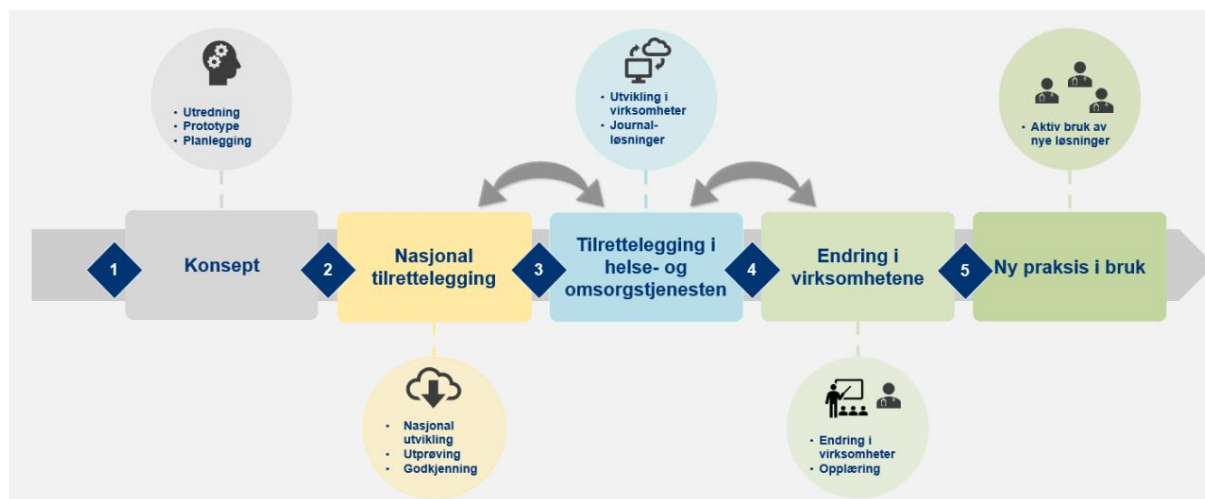 • Utredning
• Prototype
• Planlegging
• Utvikling i
virksomheter
• Journal-
løsninger
• Aktiv bruk av
nye løsninger
1
Konsept
2
Nasjonal
tilrettelegging
3
Tilrettelegging i
helse- og
omsorgstjenesten
4
Endring i
virksomhetene
5
Ny praksis i bruk
• Nasjonal
utvikling
• Utprøving
• Godkjenning
• Endring i
virksomheter
• Opplæring